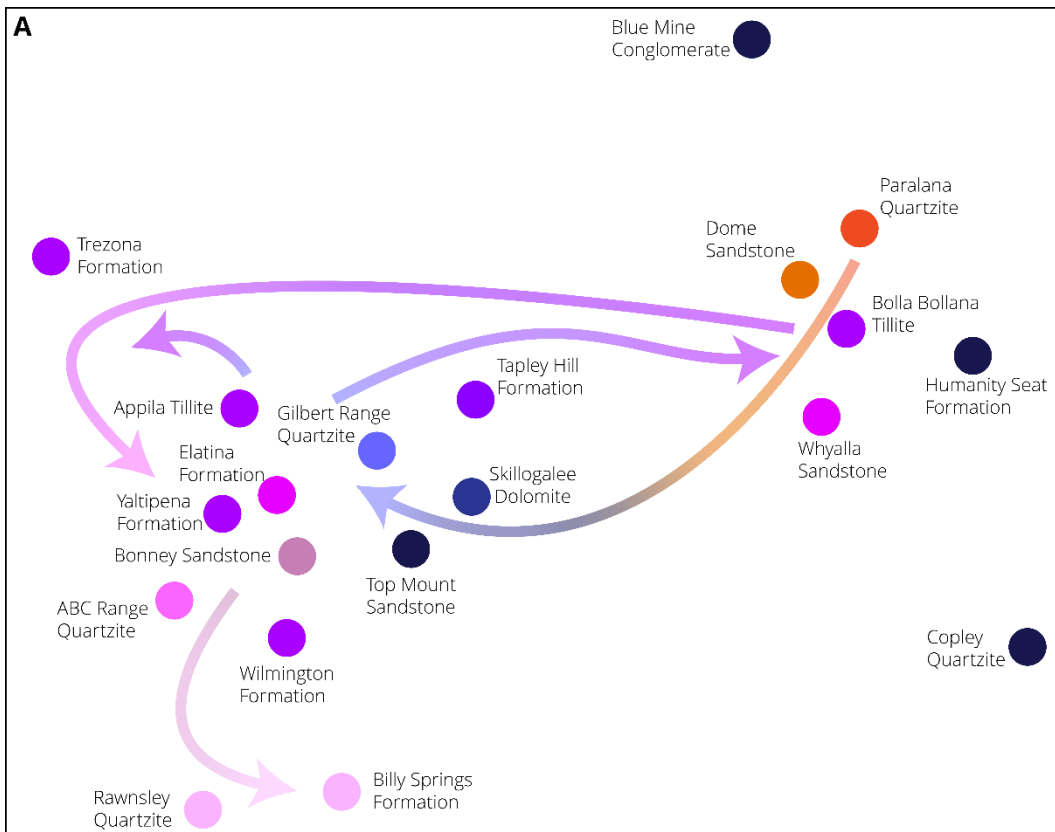 A
Blue Mine
Conglomerate
Paralana
Quartzite
Dome
Sandstone
Trezona
Formation
Bolla Bollana
Tillite
Tapley Hill
Formation
Humanity Seat
Formation
Appila Tillite
Gilbert Range
Quartzite
Whyalla
Sandstone
Elatina
Formation
Skillogalee
Dolomite
Yaltipena
Formation
Bonney Sandstone
Top Mount
Sandstone
ABC Range
Quartzite
Copley
Quartzite
Wilmington
Formation
Billy Springs
Formation
Rawnsley
Quartzite